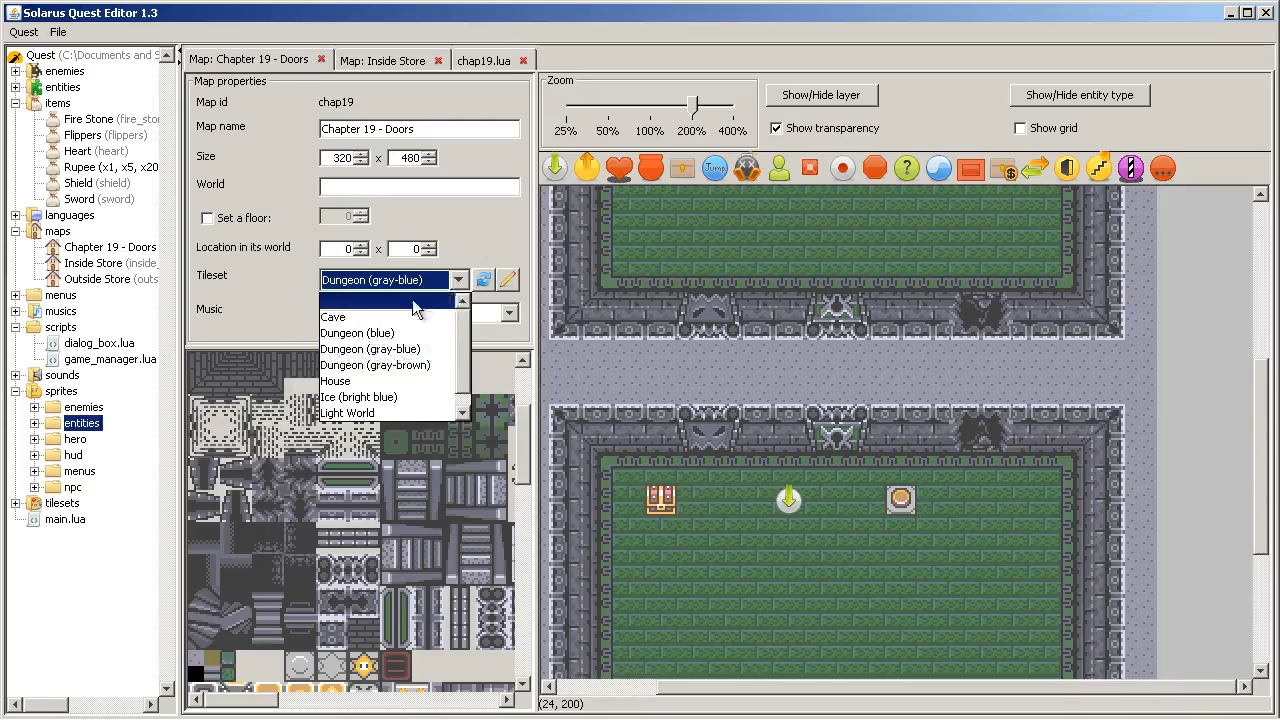 Solarus Quest Editor 1.3
Quest File
Quest (C:\Documents and S
enemies
entities
items
Fire Stone (fire_sto
Flippers (flippers)
Heart (heart)
Rupee (x1, x5, x20
Shield (shield)
Sword (sword)
languages
maps
Chapter 19 - Doors
Inside Store (inside
Outside Store (outs
menus
musics
scripts
dialog_box.lua
game_manager.lua
sounds
sprites
enemies
entities
hero
hud
menus
npc
tilesets
main.lua
Map: Chapter 19 - Doors
Map: Inside Store
chap19.lua
Map properties
Map id chap19
Map name Chapter 19 - Doors
Size 320 x 480
World
Set a floor: 0
Location in its world 0 x 0
Tileset Dungeon (gray-blue)
Music
Cave
Dungeon (blue)
Dungeon (gray-blue)
Dungeon (gray-brown)
House
Ice (bright blue)
Light World
Zoom
25% 50% 100% 200% 400%
Show/Hide layer
Show/Hide entity type
Show transparency
Show grid
Jump
?
$
(24, 200)